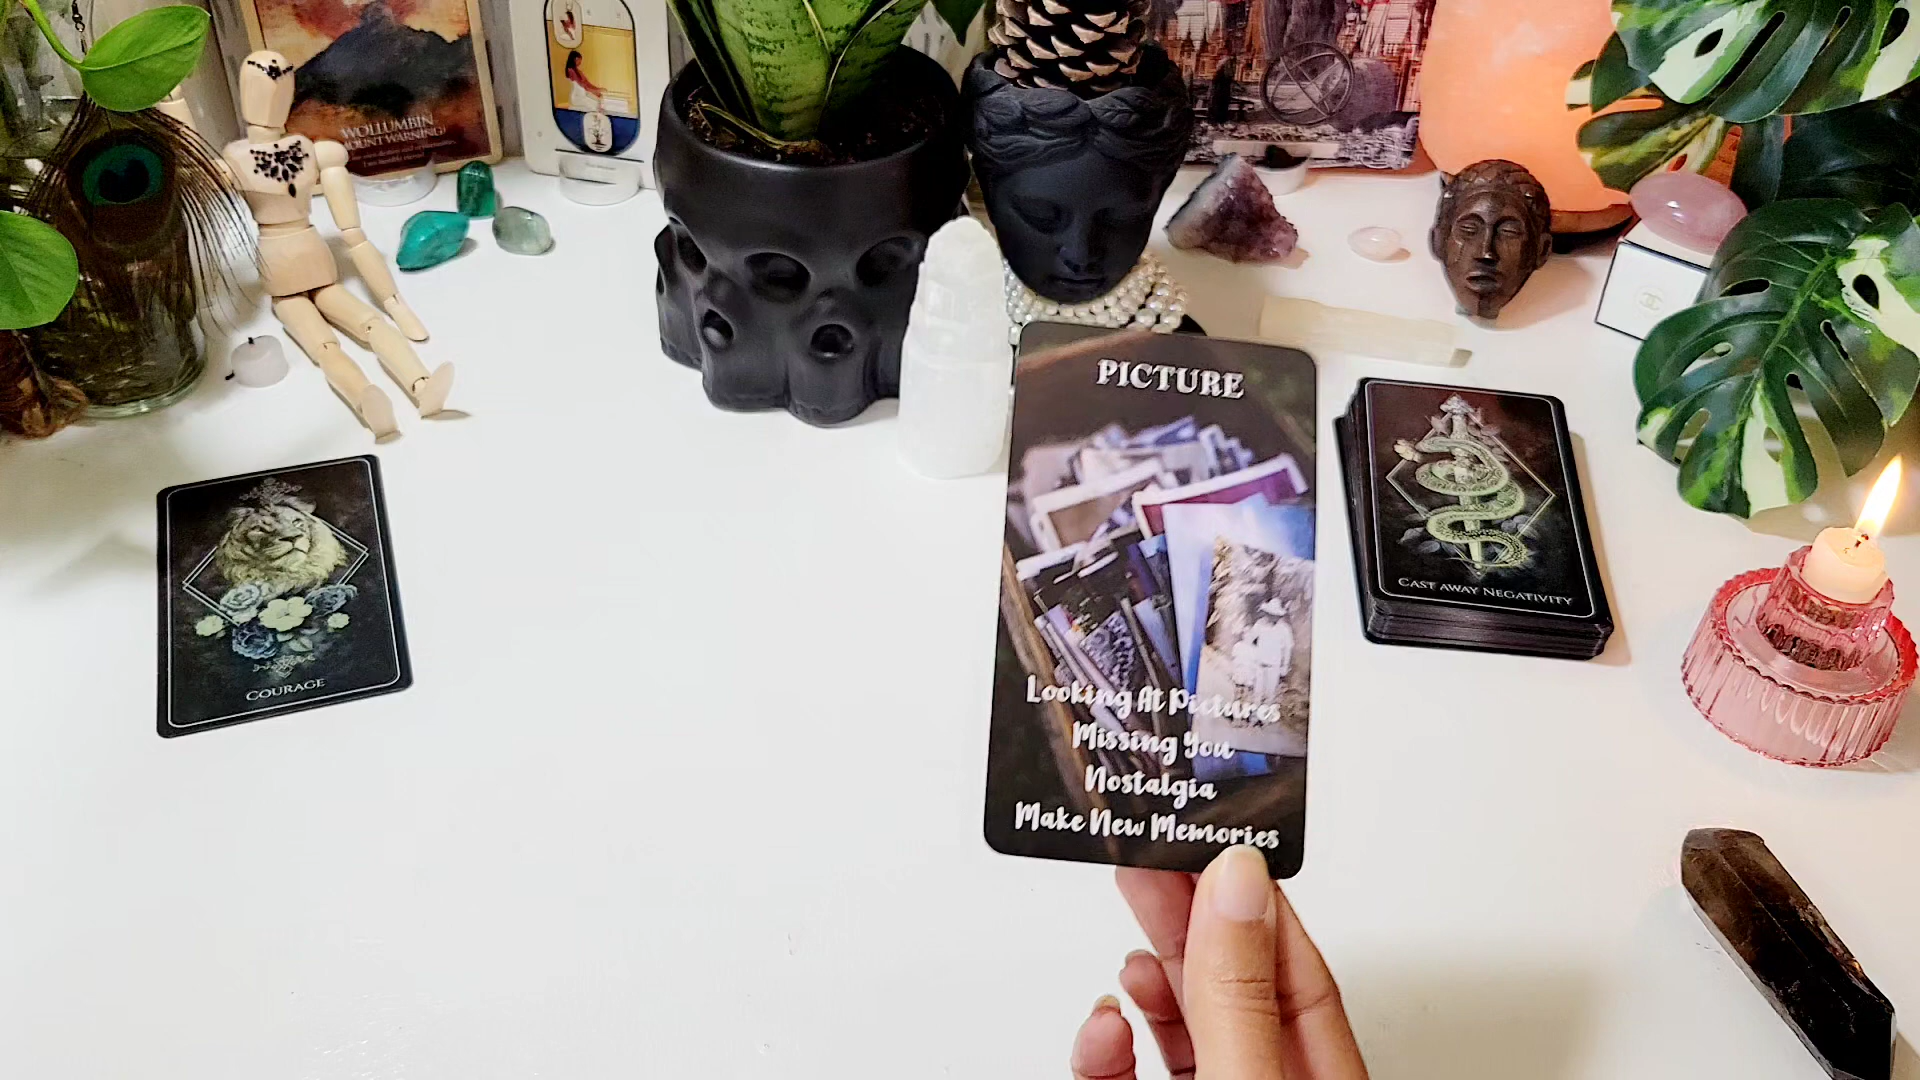 WOLLUMBIN
PICTURE
Looking At Pictures
Missing You
Nostalgia
Make New Memories
CAST AWAY NEGATIVITY
COURAGE